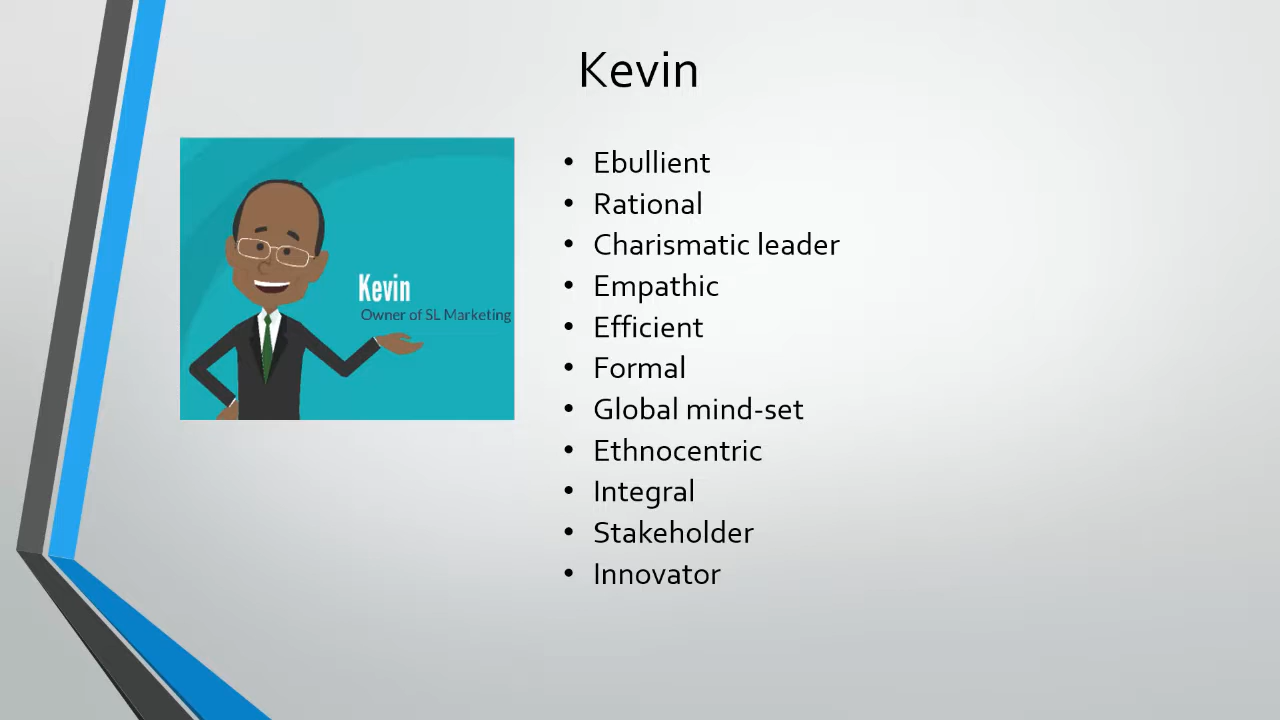 Kevin
Kevin
Owner of SL Marketing
• Ebullient
• Rational
• Charismatic leader
• Empathic
• Efficient
• Formal
• Global mind-set
• Ethnocentric
• Integral
• Stakeholder
• Innovator